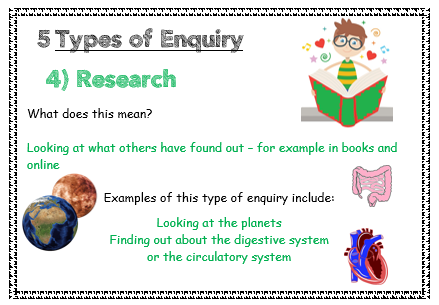 5 Types of Enquiry
4) Research
What does this mean?
Looking at what others have found out – for example in books and
online
Examples of this type of enquiry include:
Looking at the planets
Finding out about the digestive system
or the circulatory system